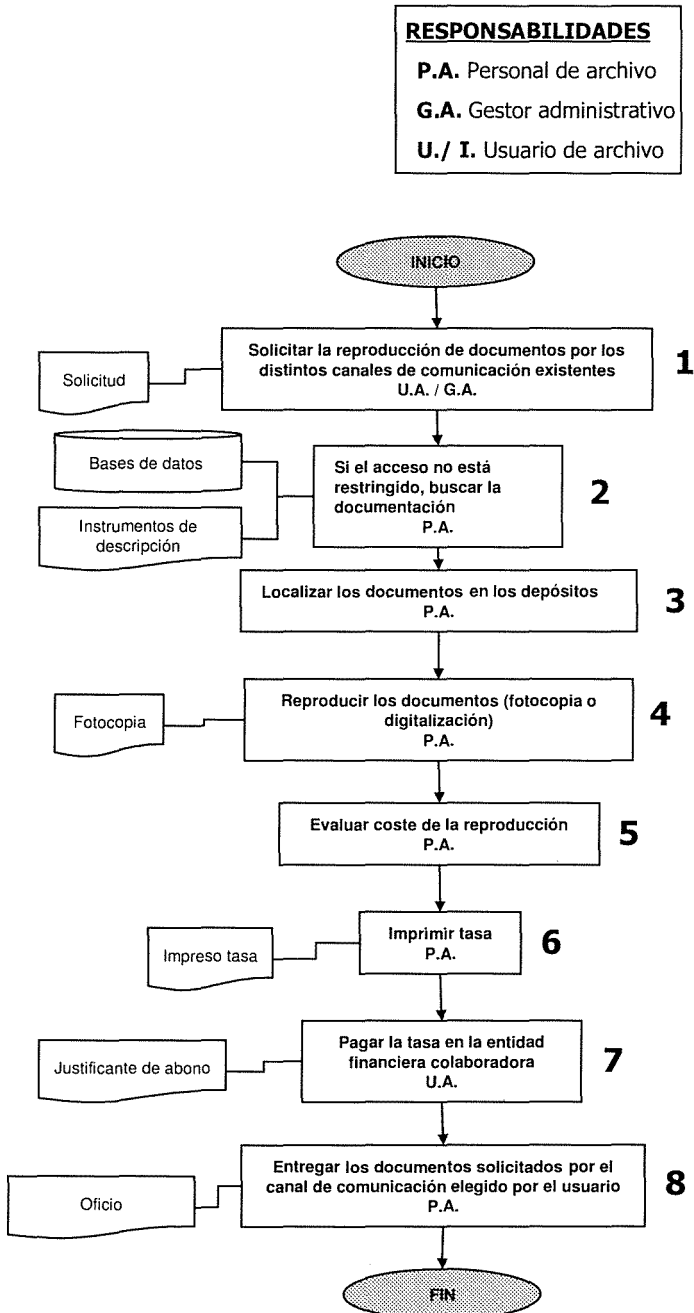 RESPONSABILIDADES
P.A. Personal de archivo
G.A. Gestor administrativo
U./ I. Usuario de archivo
INICIO
Solicitar la reproducción de documentos por los
distintos canales de comunicación existentes
U.A. / G.A.
1
Solicitud
Bases de datos
Instrumentos de
descripción
Si el acceso no está
restringido, buscar la
documentación
P.A.
2
Localizar los documentos en los depósitos
P.A.
3
Reproducir los documentos (fotocopia o
digitalización)
P.A.
4
Fotocopia
Evaluar coste de la reproducción
P.A.
5
Imprimir tasa
P.A.
6
Impreso tasa
Pagar la tasa en la entidad
financiera colaboradora
U.A.
7
Justificante de abono
Entregar los documentos solicitados por el
canal de comunicación elegido por el usuario
P.A.
8
Oficio
FIN